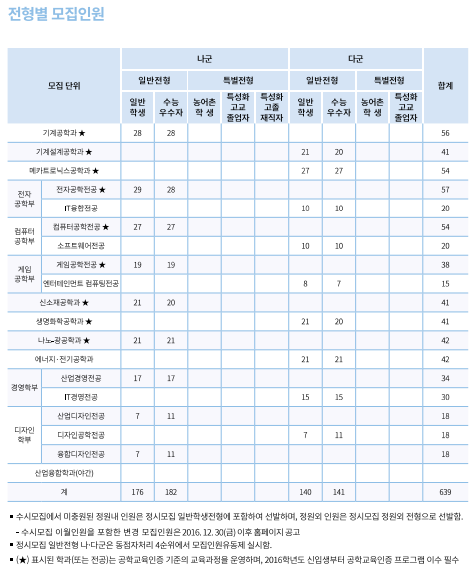 전형별 모집인원
모집 단위 나군 다군 합계
일반전형 특별전형 일반전형 특별전형
일반 학생 수능 우수자 농어촌 학 생 특성화 고교 졸업자 특성화 고졸 재직자 일반 학생 수능 우수자 농어촌 학 생 특성화 고교 졸업자
기계공학과 ★ 28 28 56
기계설계공학과 ★ 21 20 41
메카트로닉스공학과 ★ 27 27 54
전자 공학부 전자공학전공 ★ 29 28 57
IT융합전공 10 10 20
컴퓨터 공학부 컴퓨터공학전공 ★ 27 27 54
소프트웨어전공 10 10 20
게임 공학부 게임공학전공 ★ 19 19 38
엔터테인먼트 컴퓨팅전공 8 7 15
신소재공학과 ★ 21 20 41
생명화학공학과 ★ 21 20 41
나노-광공학과 ★ 21 21 42
에너지·전기공학과 21 21 42
경영학부 산업경영전공 17 17 34
IT경영전공 15 15 30
디자인 학부 산업디자인전공 7 11 18
디자인공학전공 7 11 18
융합디자인전공 7 11 18
산업융합학과(야간)
계 176 182 140 141 639
▪ 수시모집에서 미충원된 정원내 인원은 정시모집 일반학생전형에 포함하여 선발하며, 정원외 인원은 정시모집 정원외 전형으로 선발함.
- 수시모집 이월인원을 포함한 변경 모집인원은 2016. 12. 30(금) 이후 홈페이지 공고
▪ 정시모집 일반전형 나·다군은 동점자처리 4순위에서 모집인원유동제 실시함.
▪ (★) 표시된 학과(또는 전공)는 공학교육인증 기준의 교육과정을 운영하며, 2016학년도 신입생부터 공학교육인증 프로그램 이수 필수